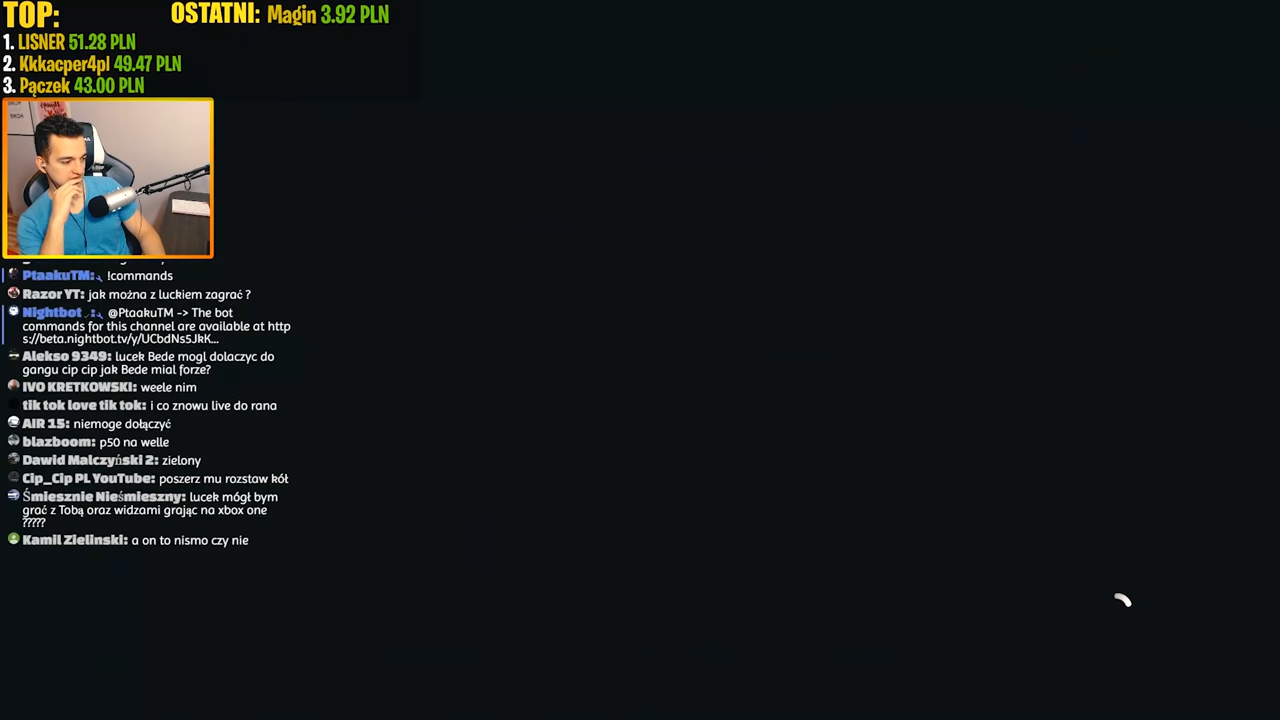 TOP:
OSTATNI: Magin 3.92 PLN
1. LISNER 51.28 PLN
2. Kkkacper4pl 49.47 PLN
3. Pączek 43.00 PLN
PtaakuTM: !commands
Razor YT: jak można z luckiem zagrać ?
Nightbot : @PtaakuTM -> The bot
commands for this channel are available at http
s://beta.nightbot.tv/y/UCbdNs5JkK...
Alekso 9349: lucek Bede mogl dolaczyc do
gangu cip cip jak Bede mial forze?
IVO KRETKOWSKI: weele nim
tik tok love tik tok: i co znowu live do rana
AIR 15: niemoge dołączyć
blazboom: p50 na welle
Dawid Malczyński 2: zielony
Cip_Cip PL YouTube: poszerz mu rozstaw kół
Śmiesznie Nieśmieszny: lucek mógł bym
grać z Tobą oraz widzami grając na xbox one
?????
Kamil Zielinski: a on to nismo czy nie